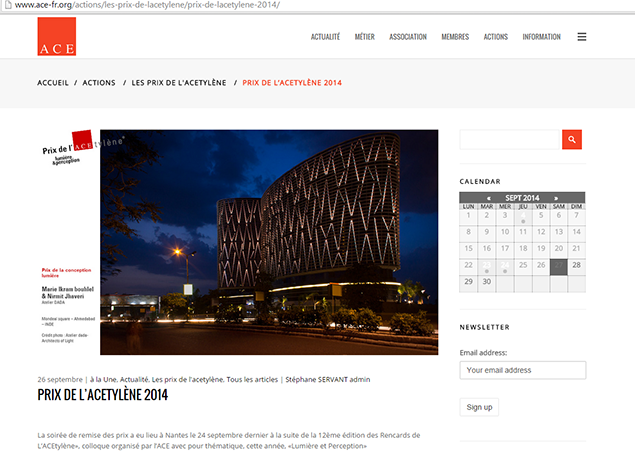 www.ace-fr.org/actions/les-prix-de-lacetylene/prix-de-lacetylene-2014/
ACE
ACTUALITÉ MÉTIER ASSOCIATION MEMBRES ACTIONS INFORMATION
ACCUEIL / ACTIONS / LES PRIX DE L'ACETYLÈNE / PRIX DE L'ACETYLÈNE 2014
Prix de l'ACEtylène
lumière
&perception
Prix de la conception
lumière
Marie Ikram bouhlel
& Nirmit Jhaveri
Atelier DADA
Mondeal square – Ahmedabad
– INDE
Crédit photo : Atelier dada-
Architects of Light
CALENDAR
« SEPT 2014 »
LUN MAR MER JEU VEN SAM DIM
1 2 3 4 5 6 7
8 9 10 11 12 13 14
15 16 17 18 19 20 21
22 23 24 25 26 27 28
29 30
NEWSLETTER
Email address:
Your email address
Sign up
26 septembre | à la Une, Actualité, Les prix de l'acetylène, Tous les articles | Stéphane SERVANT admin
PRIX DE L'ACETYLÈNE 2014
La soirée de remise des prix a eu lieu à Nantes le 24 septembre dernier à la suite de la 12ème édition des Rencards de
L'ACEtylène», colloque organisé par l'ACE avec pour thématique, cette année, «Lumière et Perception»